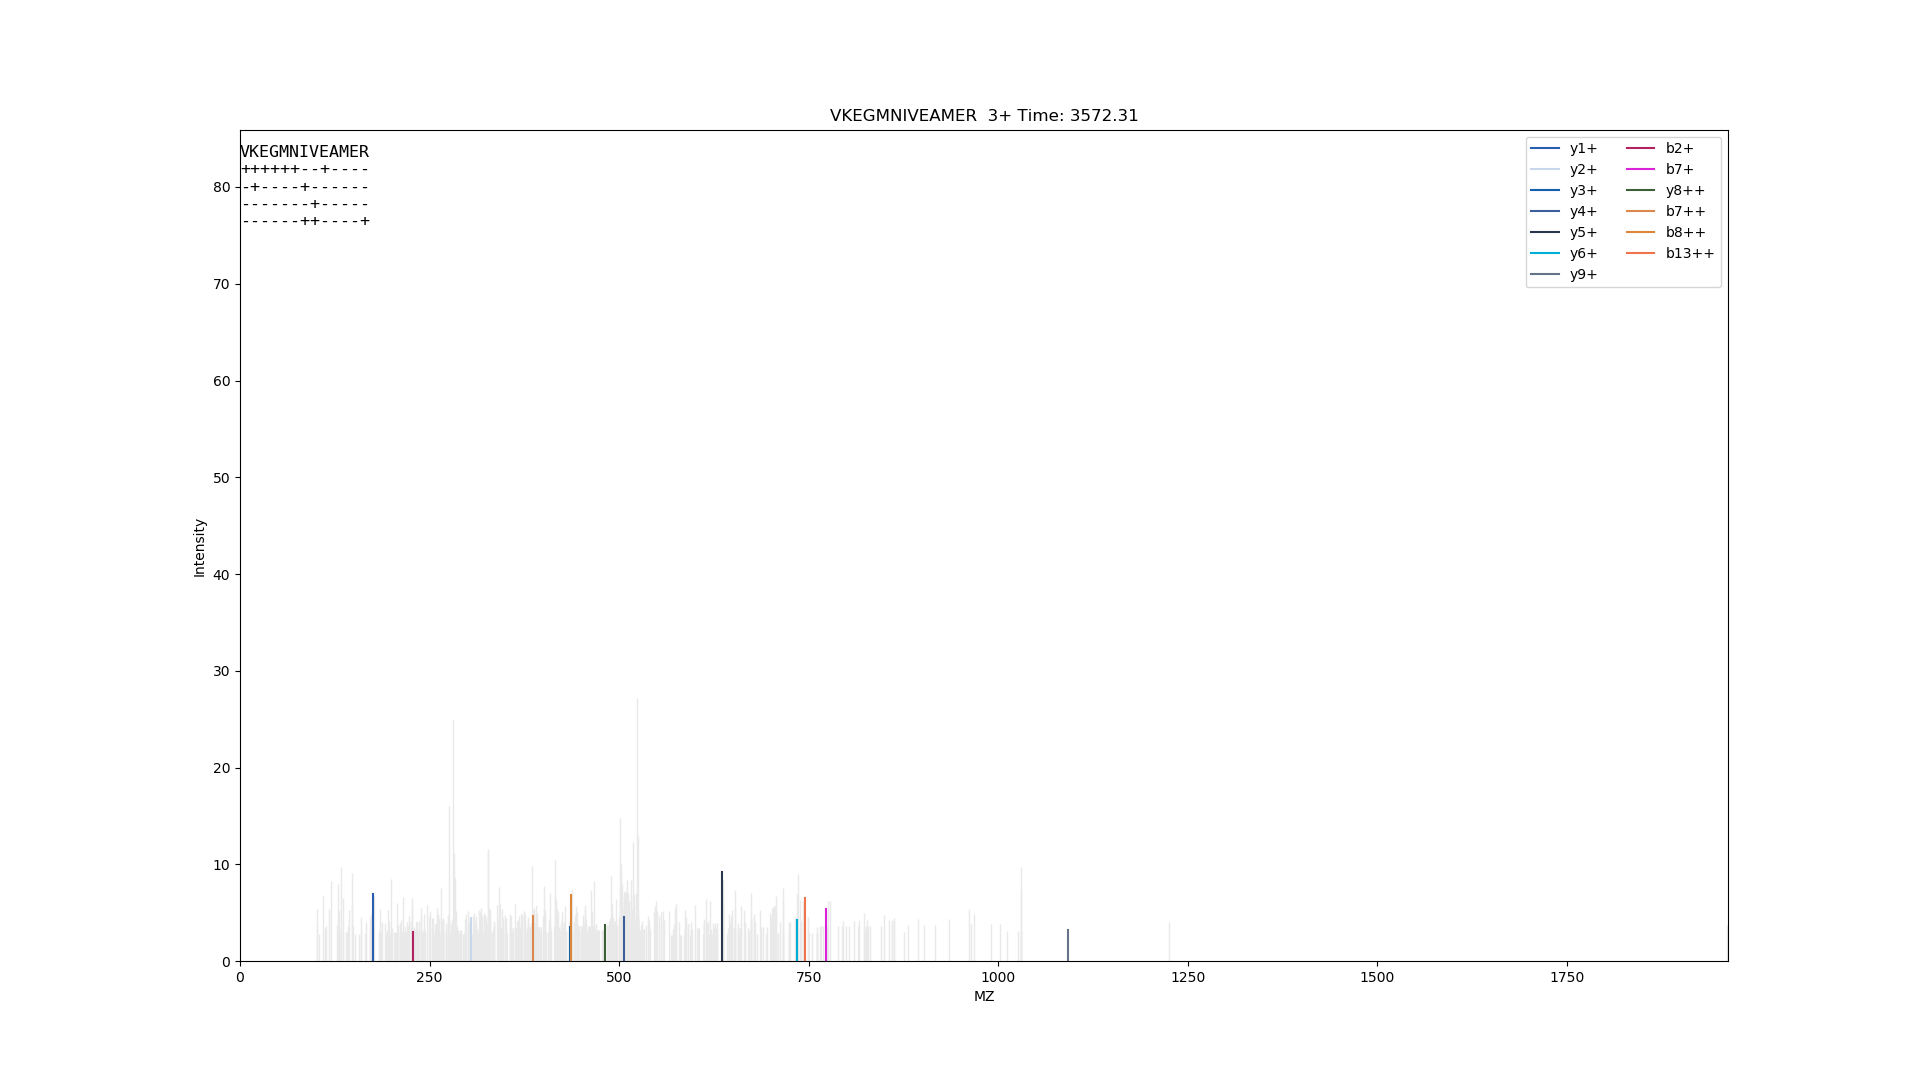 VKEGMNIVEAMER  3+ Time: 3572.31
VKEGMNIVEAMER
++++++--+----
-+----+------
-------+-----
------++----+
y1+
y2+
y3+
y4+
y5+
y6+
y9+
b2+
b7+
y8++
b7++
b8++
b13++
80
70
60
50
40
30
20
10
0
Intensity
0 250 500 750 1000 1250 1500 1750
MZ